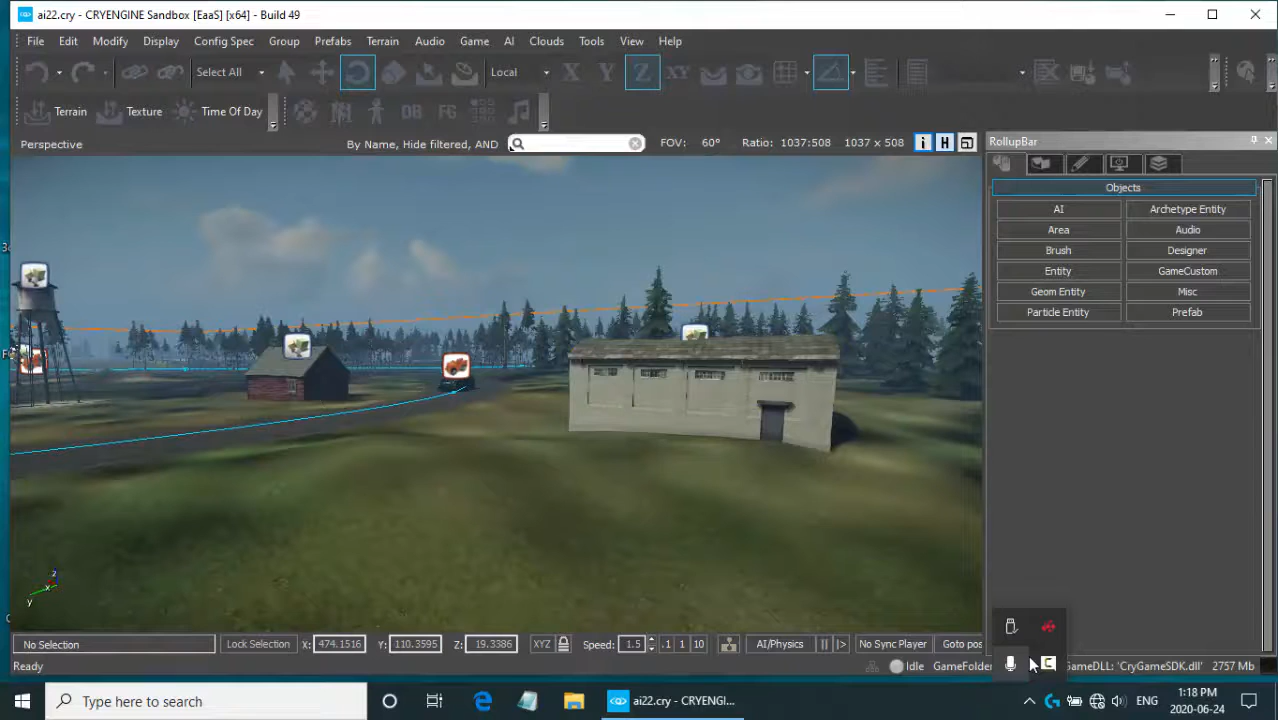 ai22.cry - CRYENGINE Sandbox [EaaS] [x64] - Build 49
File Edit Modify Display Config Spec Group Prefabs Terrain Audio Game AI Clouds Tools View Help
Select All Local X Y Z XY
Terrain Texture Time Of Day DB FG
Perspective By Name, Hide filtered, AND FOV: 60° Ratio: 1037:508 1037 x 508 i H
RollupBar
Objects
AI Archetype Entity
Area Audio
Brush Designer
Entity GameCustom
Geom Entity Misc
Particle Entity Prefab
z
x
y
No Selection Lock Selection X: 474.1516 Y: 110.3595 Z: 19.3386 XYZ Speed: 1.5 .1 1 10 AI/Physics No Sync Player Goto pos
Ready Idle GameFolder GameDLL: 'CryGameSDK.dll' 2757 Mb
Type here to search ai22.cry - CRYENGI... ENG 1:18 PM
2020-06-24